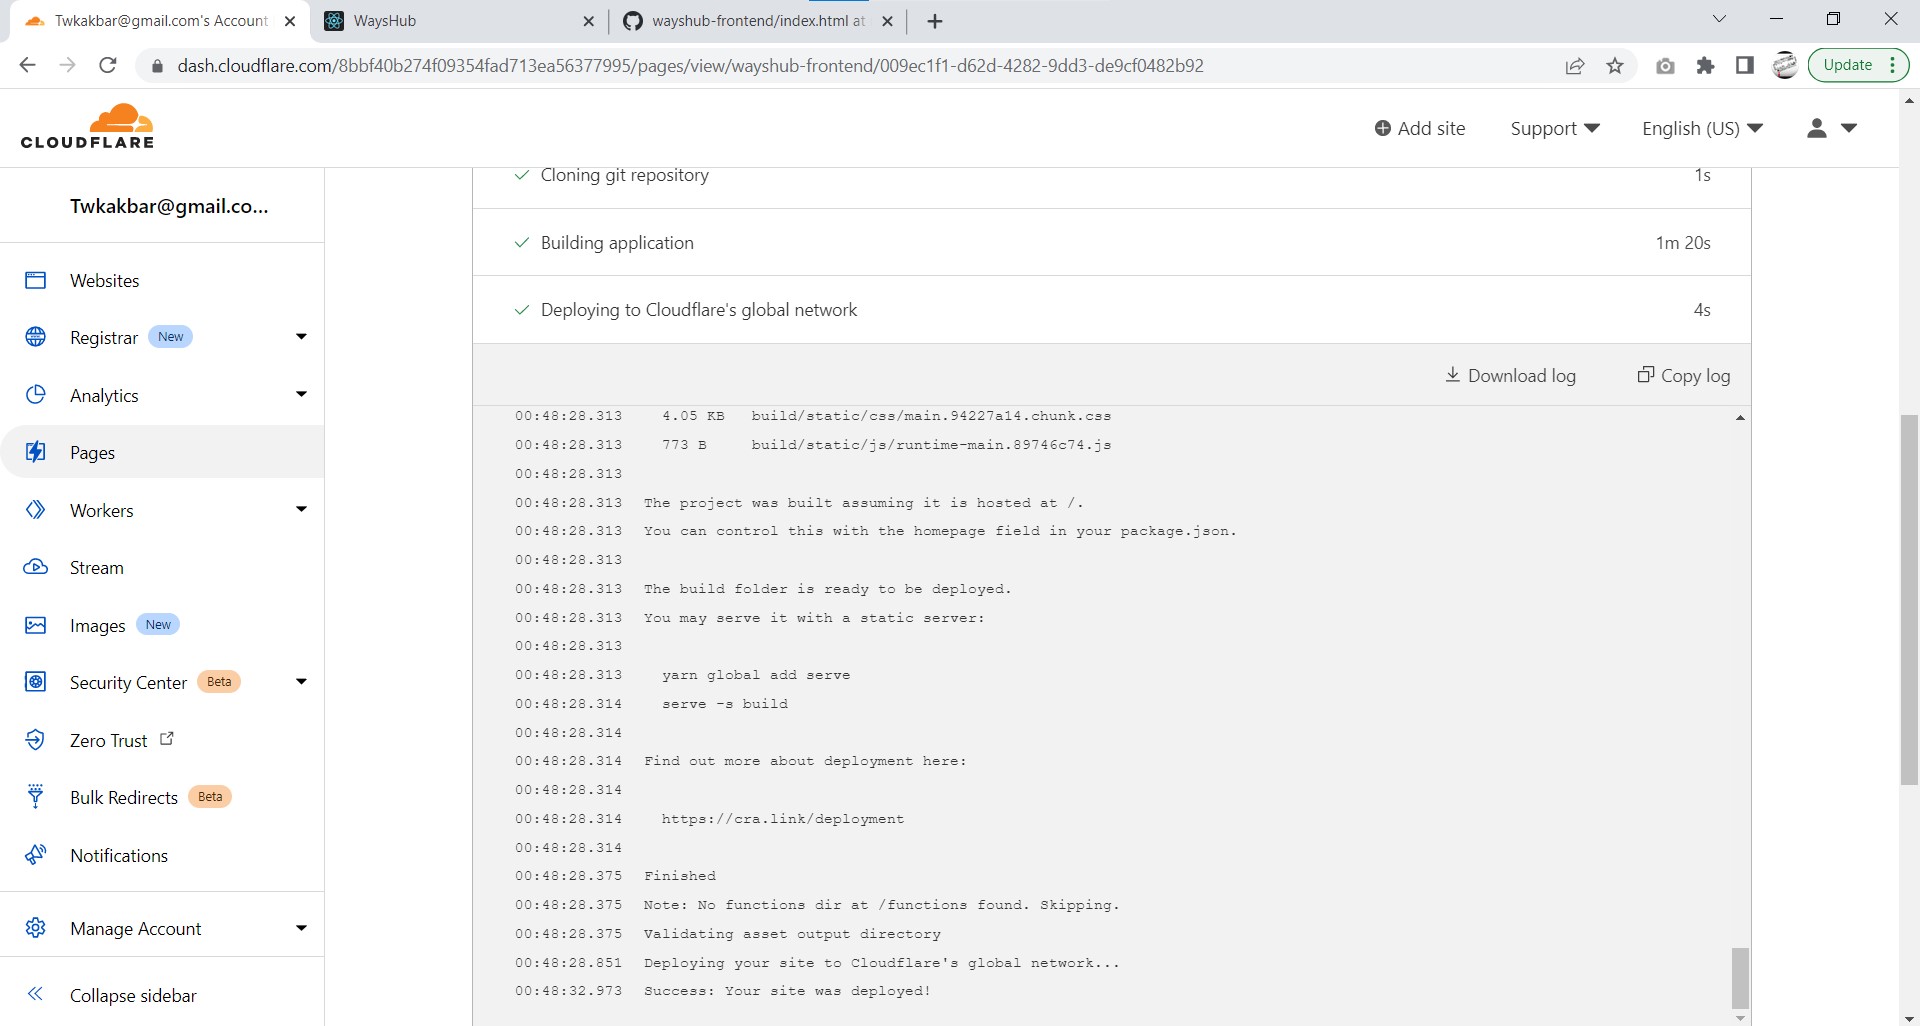 Twkakbar@gmail.com's Account
WaysHub
wayshub-frontend/index.html at
dash.cloudflare.com/8bbf40b274f09354fad713ea56377995/pages/view/wayshub-frontend/009ec1f1-d62d-4282-9dd3-de9cf0482b92
Update
CLOUDFLARE
Add site
Support
English (US)
Twkakbar@gmail.co...
Websites
Registrar New
Analytics
Pages
Workers
Stream
Images New
Security Center Beta
Zero Trust
Bulk Redirects Beta
Notifications
Manage Account
Collapse sidebar
Cloning git repository 1s
Building application 1m 20s
Deploying to Cloudflare's global network 4s
Download log Copy log
00:48:28.313 4.05 KB build/static/css/main.94227a14.chunk.css
00:48:28.313 773 B build/static/js/runtime-main.89746c74.js
00:48:28.313
00:48:28.313 The project was built assuming it is hosted at /.
00:48:28.313 You can control this with the homepage field in your package.json.
00:48:28.313
00:48:28.313 The build folder is ready to be deployed.
00:48:28.313 You may serve it with a static server:
00:48:28.313
00:48:28.313 yarn global add serve
00:48:28.314 serve -s build
00:48:28.314
00:48:28.314 Find out more about deployment here:
00:48:28.314
00:48:28.314 https://cra.link/deployment
00:48:28.314
00:48:28.375 Finished
00:48:28.375 Note: No functions dir at /functions found. Skipping.
00:48:28.375 Validating asset output directory
00:48:28.851 Deploying your site to Cloudflare's global network...
00:48:32.973 Success: Your site was deployed!